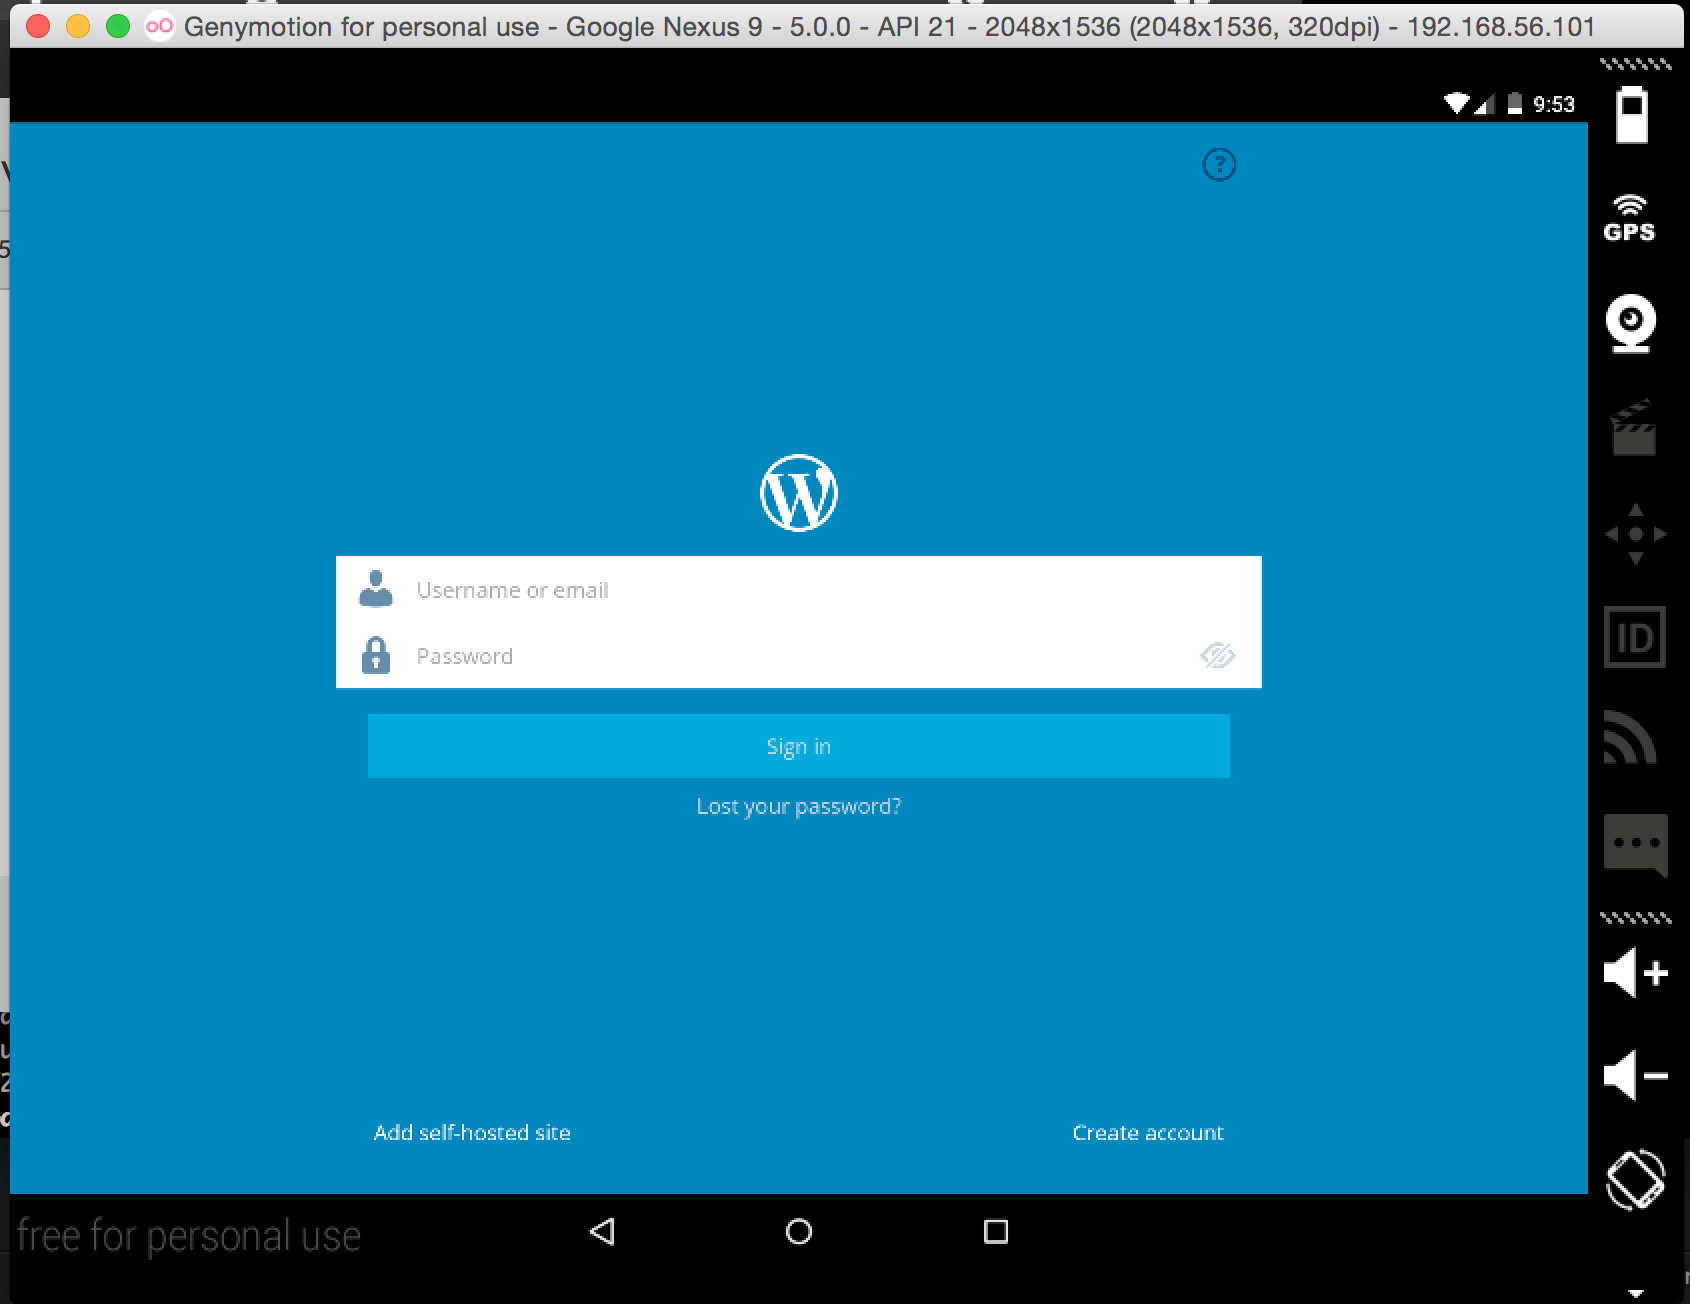 Genymotion for personal use - Google Nexus 9 - 5.0.0 - API 21 - 2048x1536 (2048x1536, 320dpi) - 192.168.56.101
9:53
?
GPS
W
Username or email
ID
Password
Sign in
Lost your password?
Add self-hosted site
Create account
free for personal use